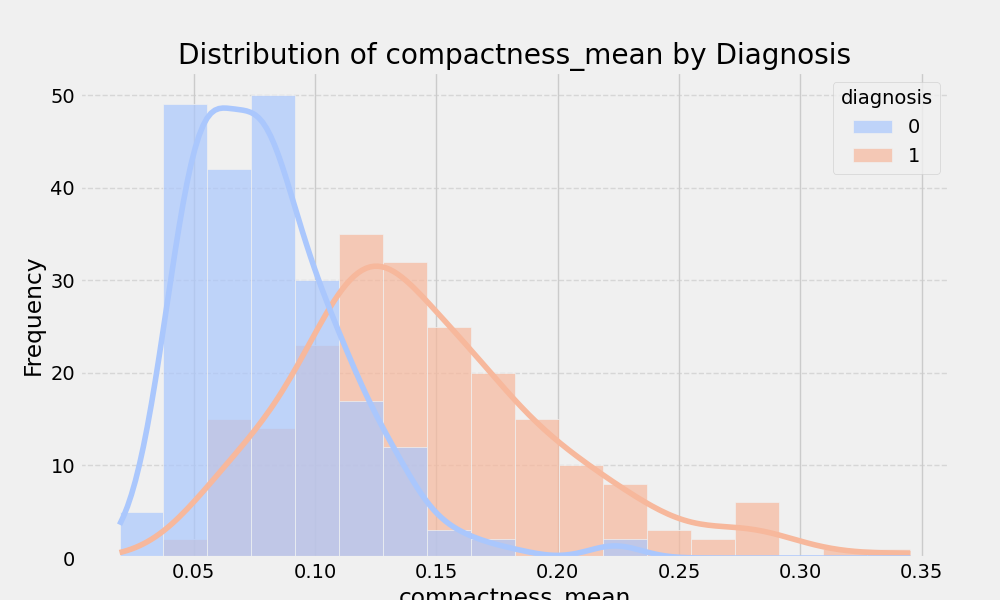 Distribution of compactness_mean by Diagnosis
diagnosis
0
1
50
40
30
20
10
0
Frequency
0.05 0.10 0.15 0.20 0.25 0.30 0.35
compactness_mean